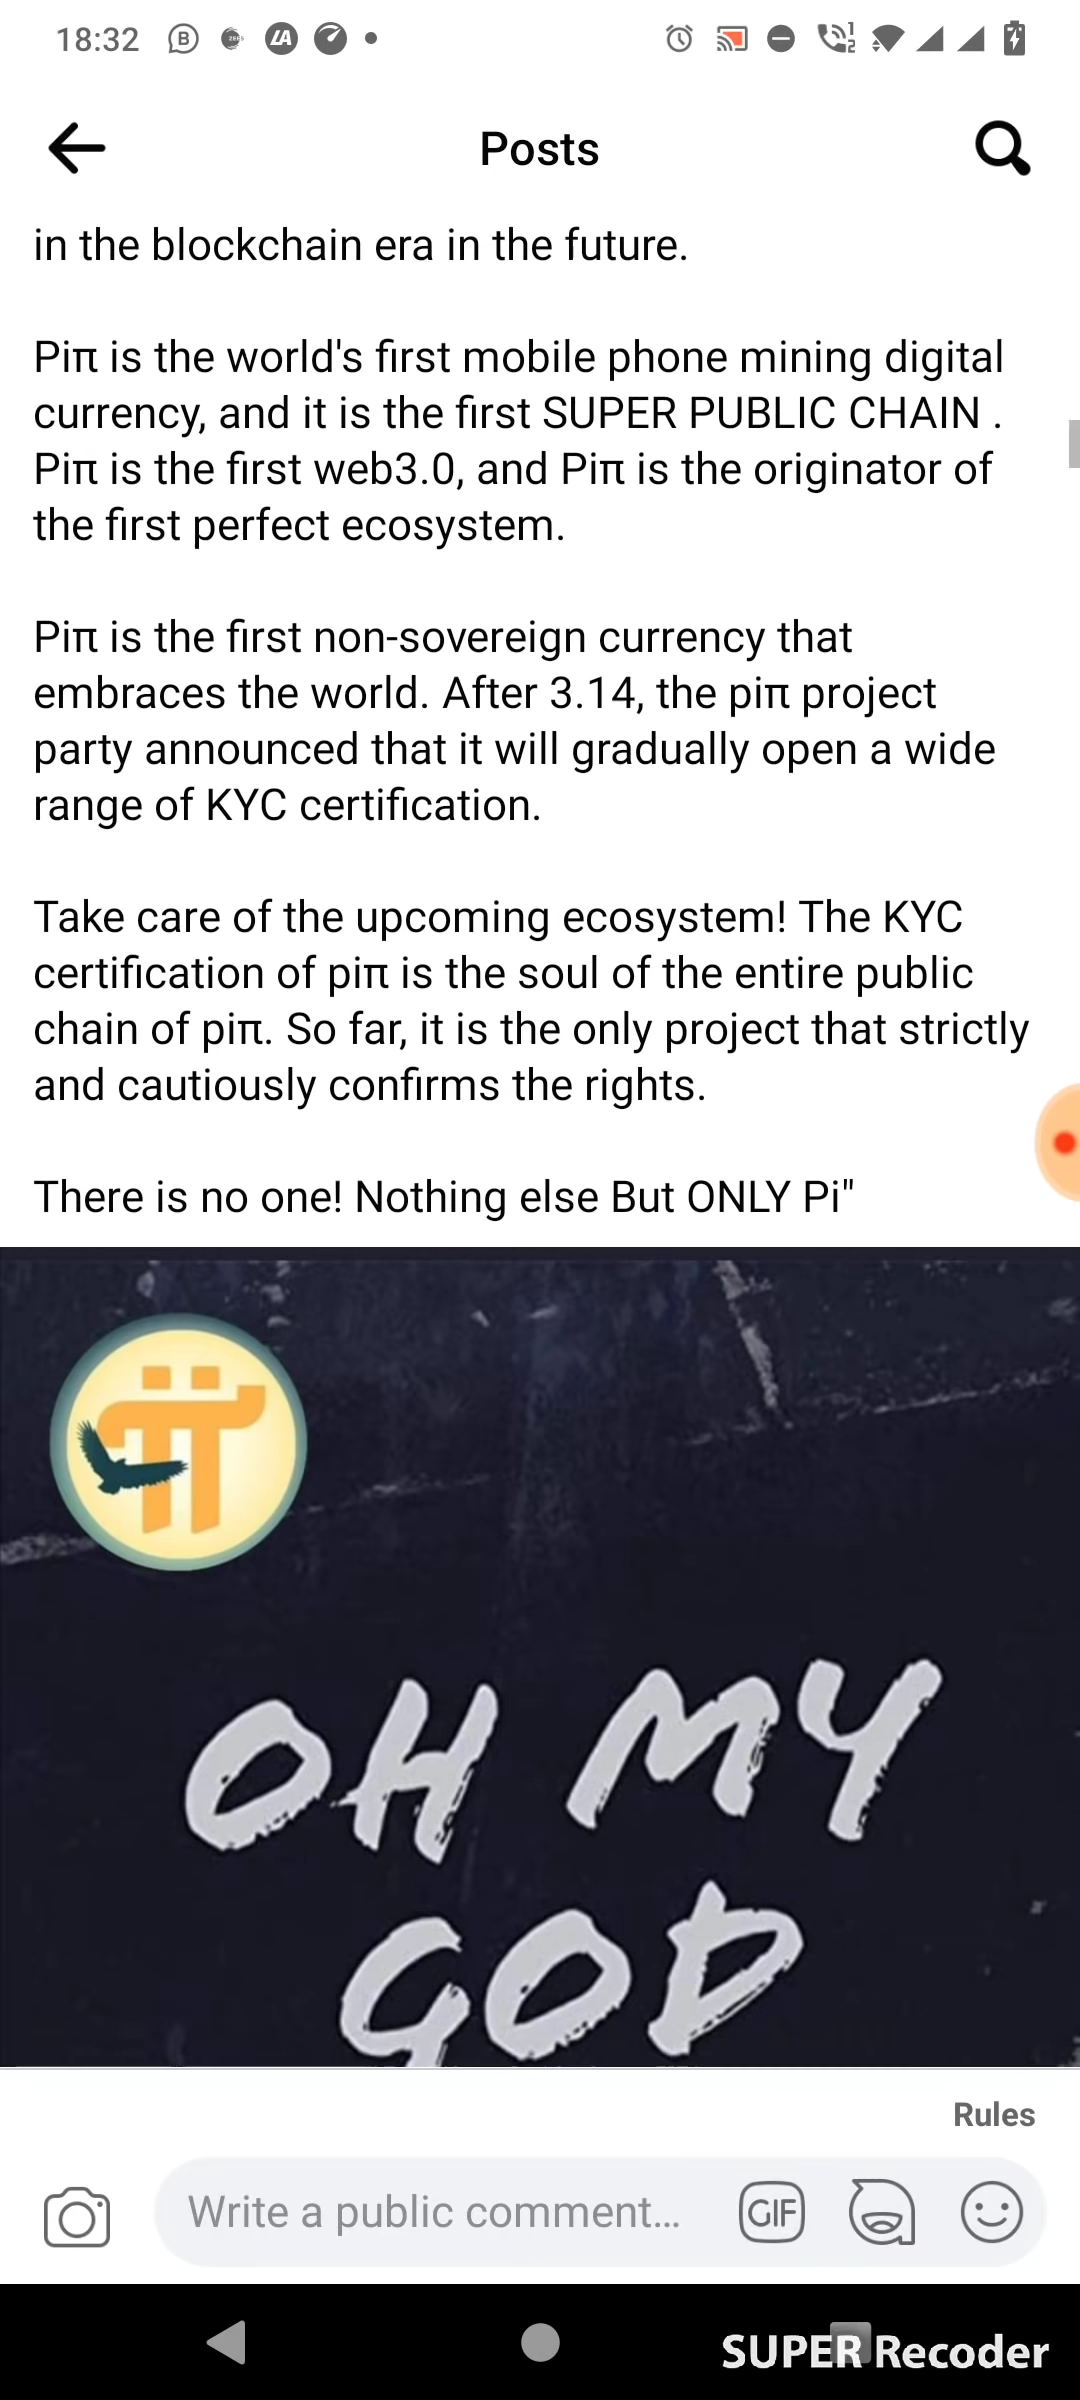 18:32
Posts
in the blockchain era in the future.
Piπ is the world's first mobile phone mining digital
currency, and it is the first SUPER PUBLIC CHAIN .
Piπ is the first web3.0, and Piπ is the originator of
the first perfect ecosystem.
Piπ is the first non-sovereign currency that
embraces the world. After 3.14, the piπ project
party announced that it will gradually open a wide
range of KYC certification.
Take care of the upcoming ecosystem! The KYC
certification of piπ is the soul of the entire public
chain of piπ. So far, it is the only project that strictly
and cautiously confirms the rights.
There is no one! Nothing else But ONLY Pi"
OH MY
GOD
Rules
Write a public comment...
GIF
SUPER Recoder